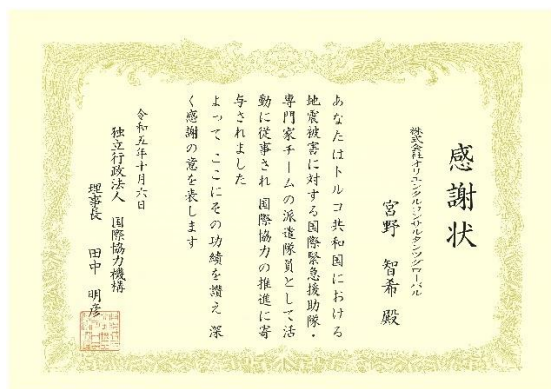 感謝状
株式会社オリエンタルコンサルタンツグローバル
宮野 智希 殿
あなたはトルコ共和国における
地震被害に対する国際緊急援助隊・
専門家チームの派遣隊員として活
動に従事され 国際協力の推進に寄
与されました
よって ここにその功績を讃え 深
く感謝の意を表します
令和五年十月六日
独立行政法人 国際協力機構
理事長 田中 明彦